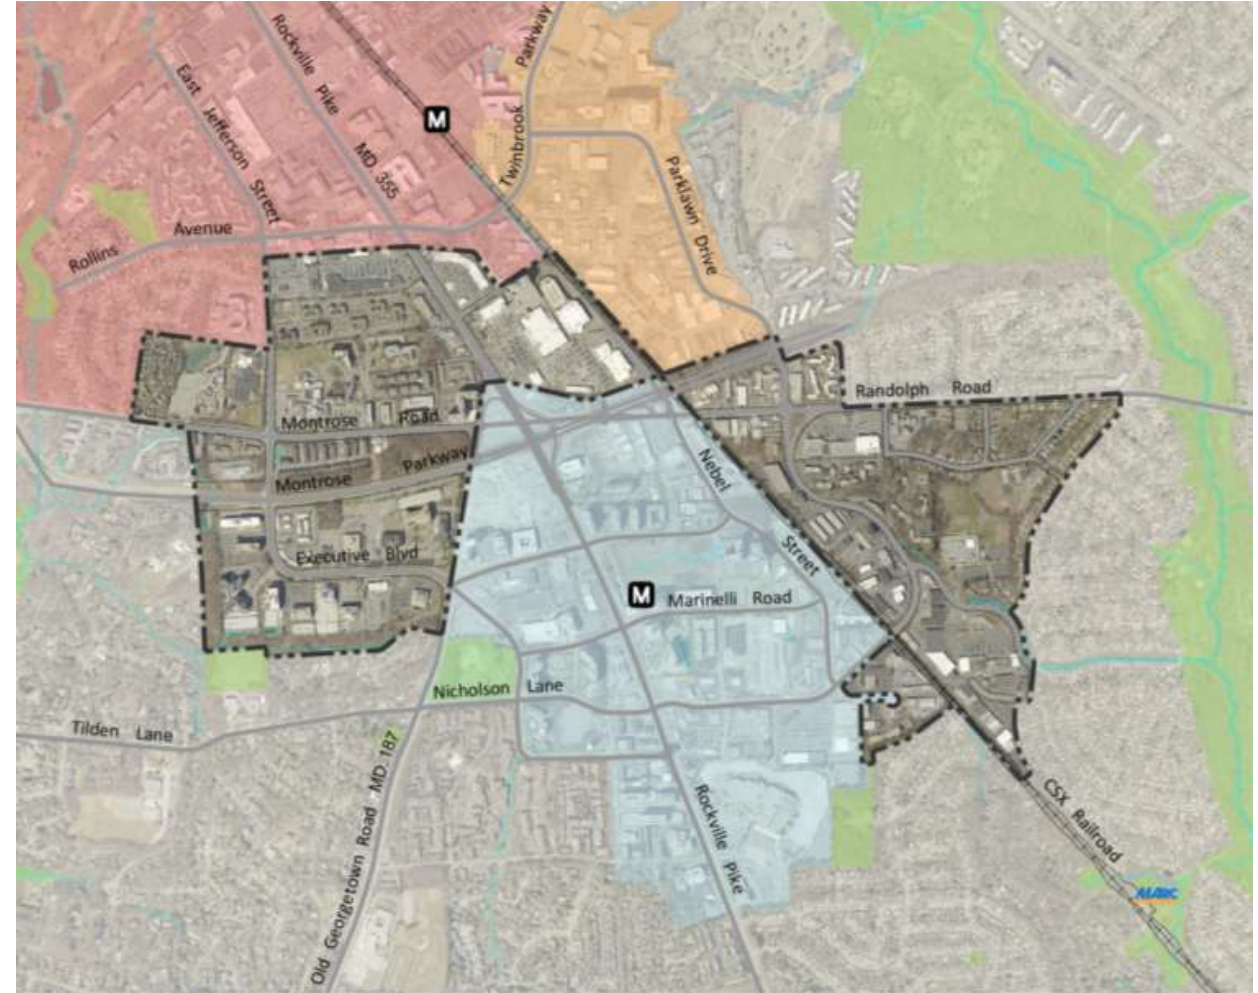 Rockville Pike
MD. 355
M
Twinbrook Parkway
East Jefferson Street
Parklawn Drive
Rollins Avenue
Randolph Road
Montrose Road
Montrose Parkway
Nebel Street
Executive Blvd
M
Marinelli Road
Nicholson Lane
Tilden Lane
Old Georgetown Road MD. 187
Rockville Pike
CSX Railroad
MARC